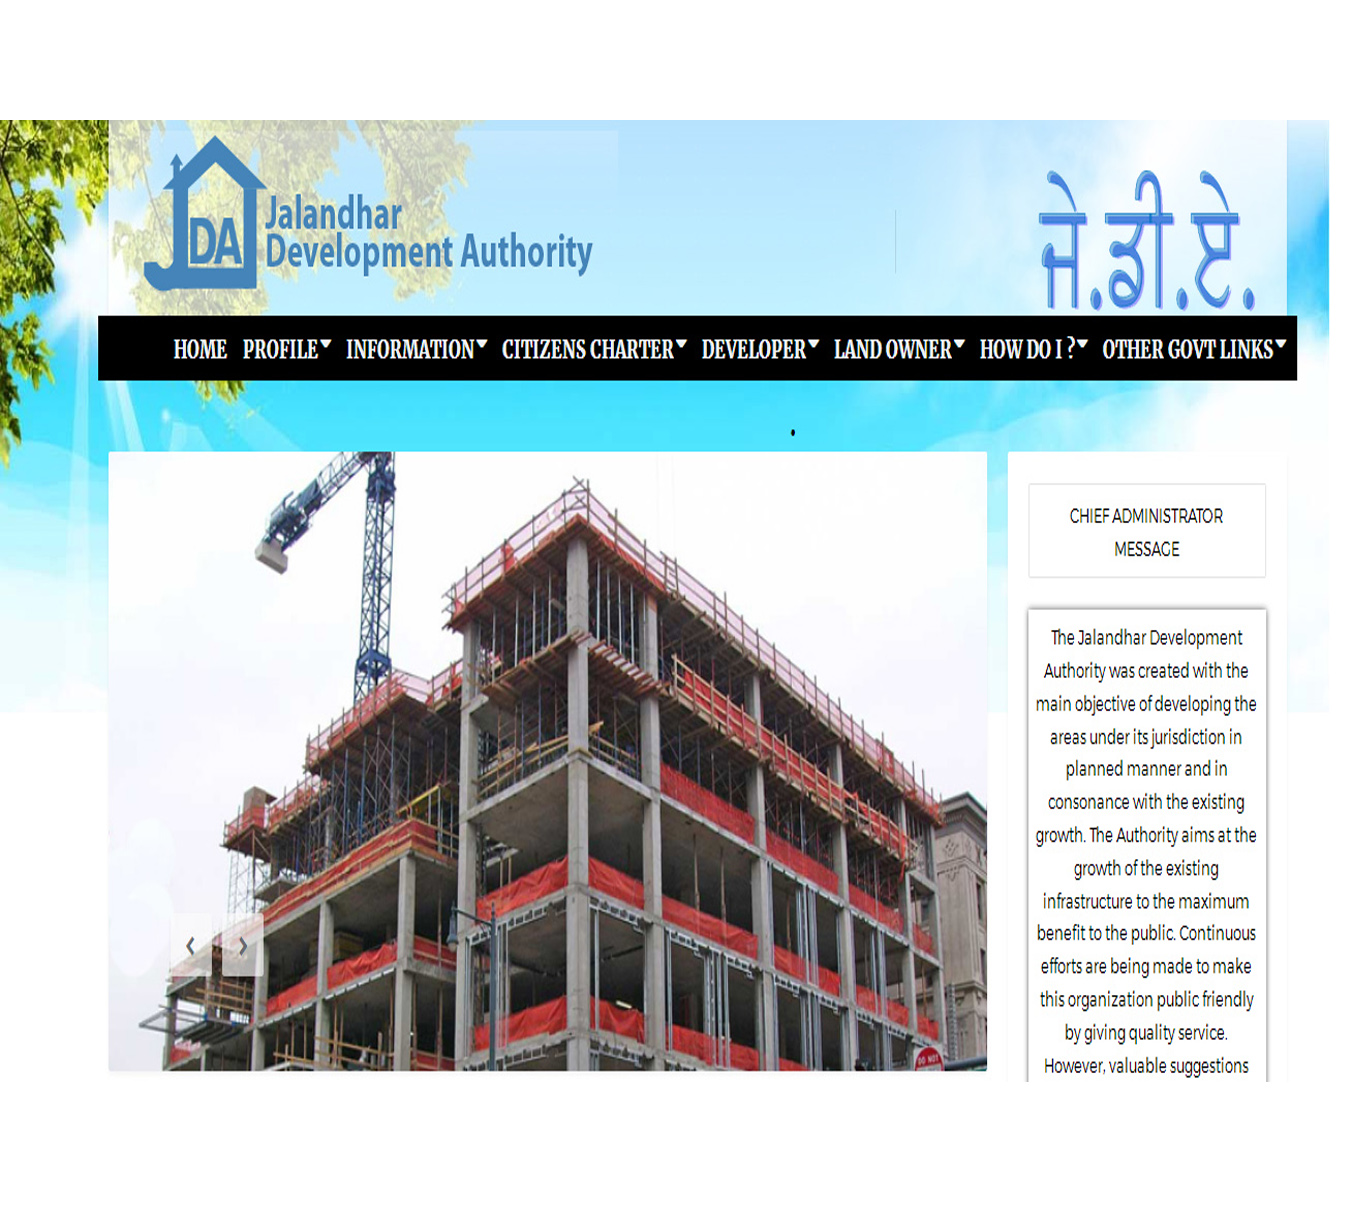 DA
Jalandhar
Development Authority
ਜੇ.ਡੀ.ਏ.
HOME PROFILE INFORMATION CITIZENS CHARTER DEVELOPER LAND OWNER HOW DO I ? OTHER GOVT LINKS
CHIEF ADMINISTRATOR
MESSAGE
The Jalandhar Development
Authority was created with the
main objective of developing the
areas under its jurisdiction in
planned manner and in
consonance with the existing
growth. The Authority aims at the
growth of the existing
infrastructure to the maximum
benefit to the public. Continuous
efforts are being made to make
this organization public friendly
by giving quality service.
However, valuable suggestions
DO NOT